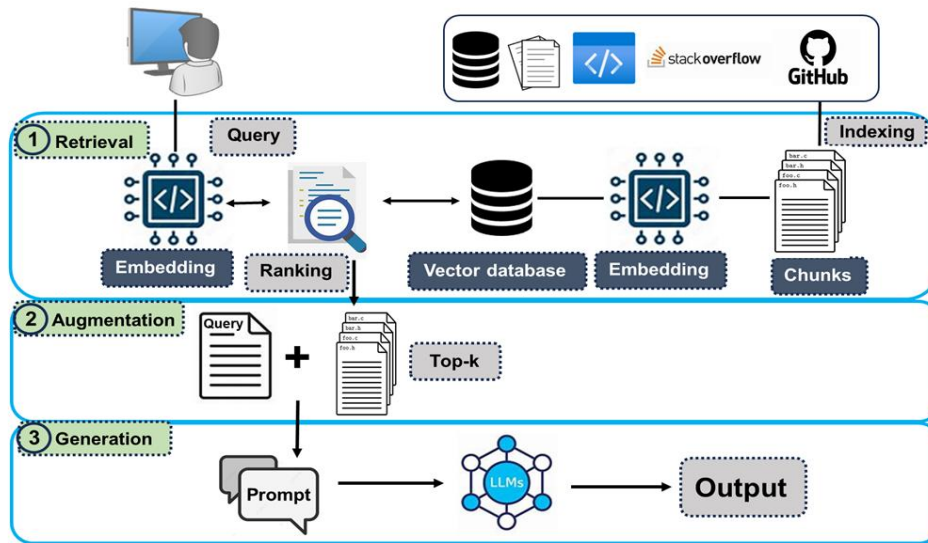 stackoverflow
GitHub
1 Retrieval
Query
Indexing
bar.c
bar.h
foo.c
foo.h
Embedding
Ranking
Vector database
Embedding
Chunks
2 Augmentation
Query
+
bar.c
bar.h
foo.c
foo.h
Top-k
3 Generation
Prompt
LLMs
Output